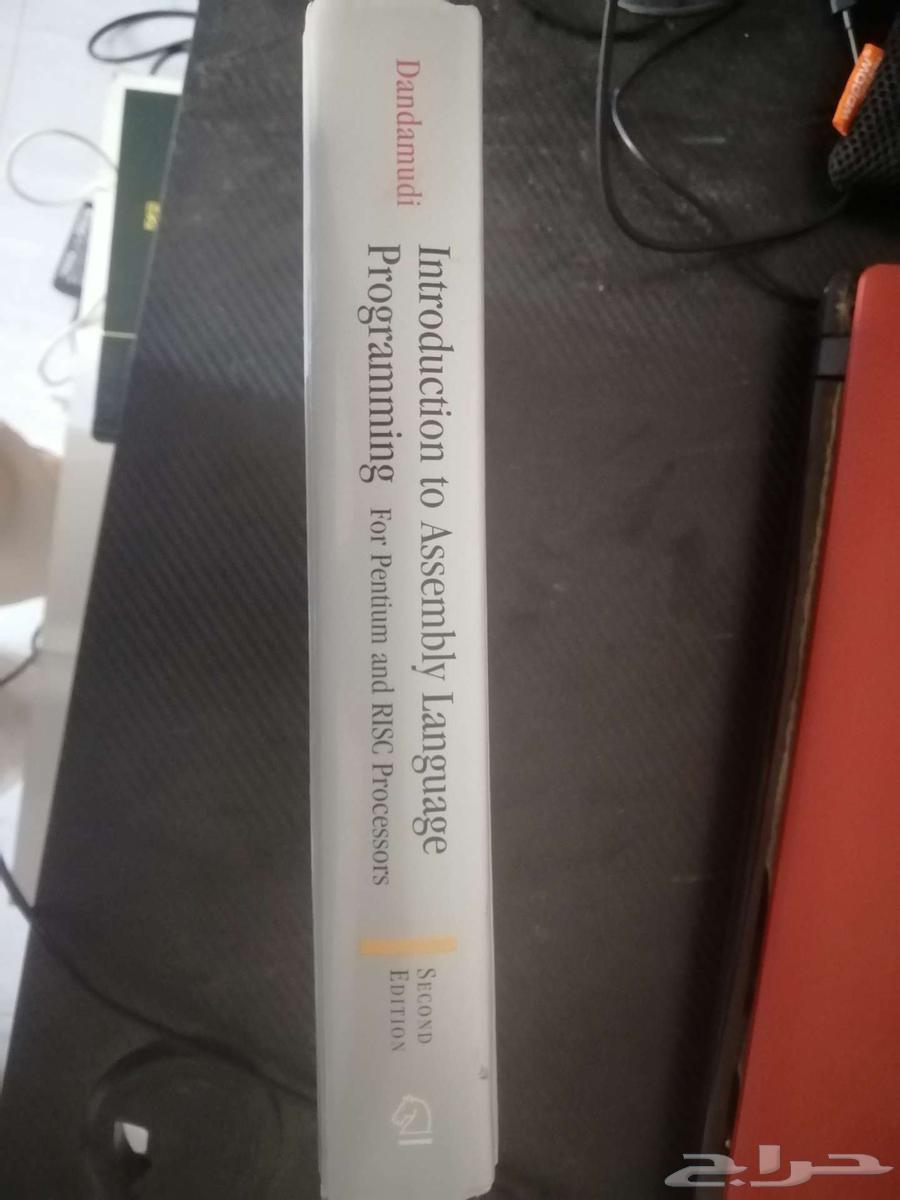 Dandamudi
Introduction to Assembly Language
Programming For Pentium and RISC Processors
SECOND
EDITION
حراج